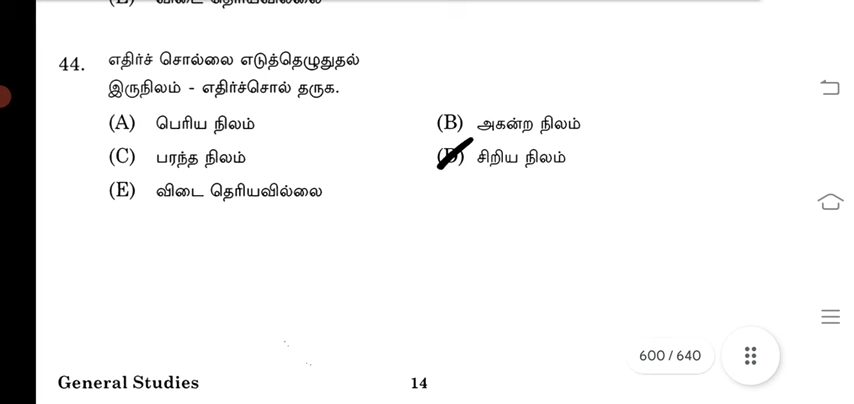 44. எதிர்ச் சொல்லை எடுத்தெழுதுதல்
இருநிலம் - எதிர்ச்சொல் தருக.
(A) பெரிய நிலம் (B) அகன்ற நிலம்
(C) பரந்த நிலம் (D) சிறிய நிலம்
(E) விடை தெரியவில்லை
600 / 640
General Studies 14